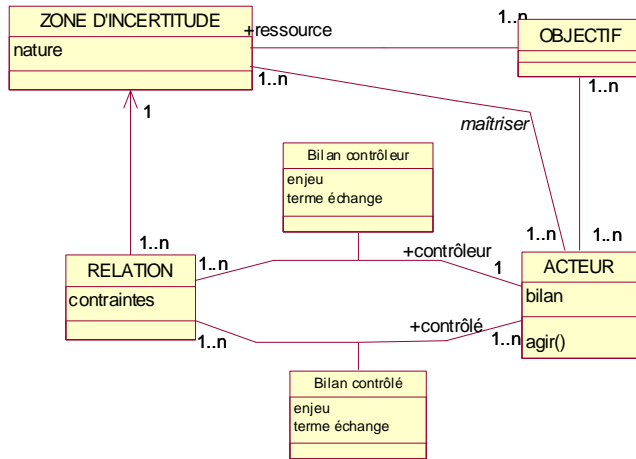 ZONE D'INCERTITUDE
nature
+ressource
1..n
OBJECTIF
1..n
1..n
maîtriser
1
Bilan contrôleur
enjeu
terme échange
1..n
RELATION
contraintes
1..n
+contrôleur
1
1..n
1..n
ACTEUR
bilan
agir()
+contrôlé
1..n
1..n
Bilan contrôlé
enjeu
terme échange